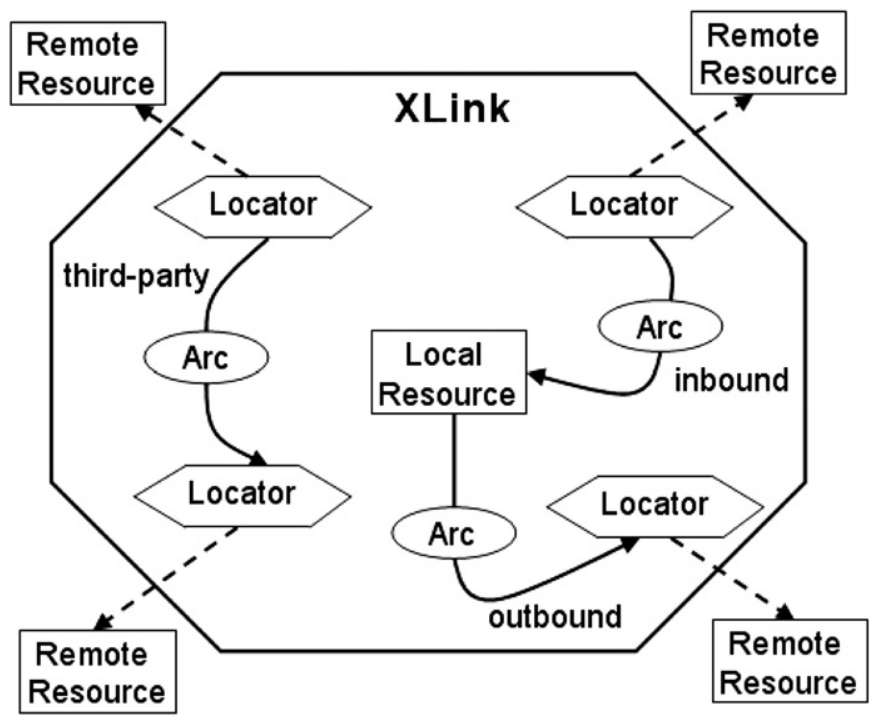 Remote
Resource
Remote
Resource
XLink
Locator
Locator
third-party
Arc
Arc
Local
Resource
inbound
Locator
Locator
Arc
outbound
Remote
Resource
Remote
Resource